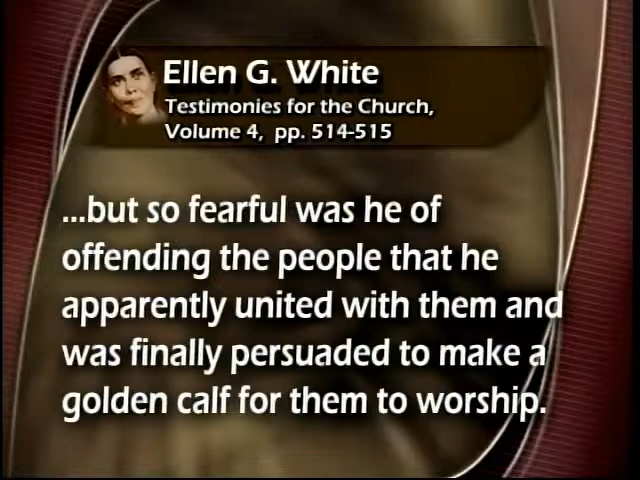 Ellen G. White
Testimonies for the Church,
Volume 4, pp. 514-515
...but so fearful was he of
offending the people that he
apparently united with them and
was finally persuaded to make a
golden calf for them to worship.